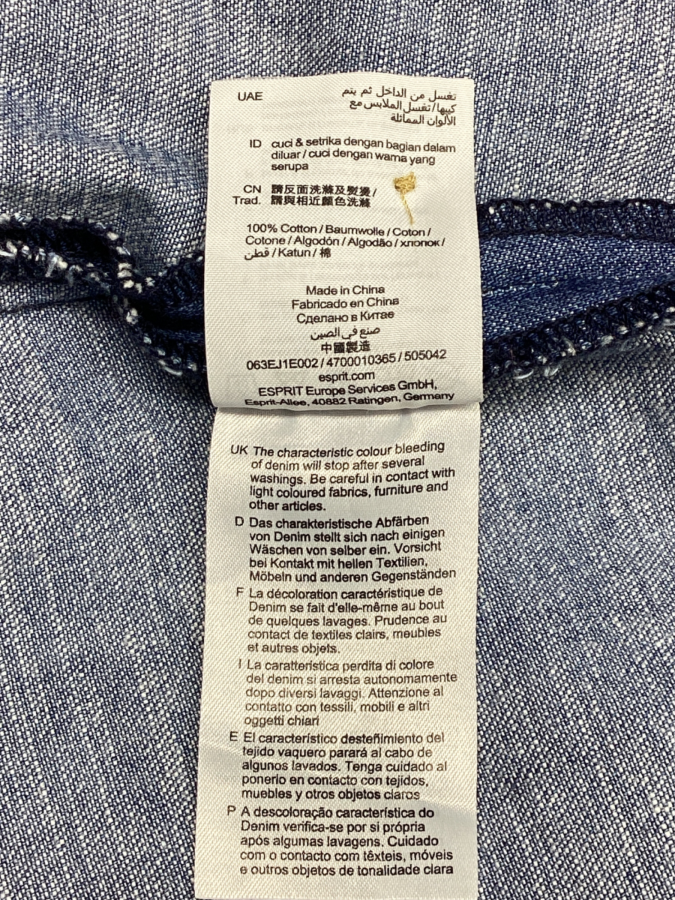 UAE تغسل من الداخل ثم يتم
كيها/تغسل الملابس مع
الألوان المماثلة
ID cuci & setrika dengan bagian dalam
diluar / cuci dengan warna yang
serupa
CN 請反面洗滌及熨燙/
Trad. 請與相近顏色洗滌
100% Cotton / Baumwolle / Coton /
Cotone / Algodón / Algodão / хлопок /
قطن / Katun / 棉
Made in China
Fabricado en China
Сделано в Китае
صنع في الصين
中國製造
063EJ1E002 / 4700010365 / 505042
esprit.com
ESPRIT Europe Services GmbH,
Esprit-Allee, 40882 Ratingen, Germany
UK The characteristic colour bleeding
of denim will stop after several
washings. Be careful in contact with
light coloured fabrics, furniture and
other articles.
D Das charakteristische Abfärben
von Denim stellt sich nach einigen
Wäschen von selber ein. Vorsicht
bei Kontakt mit hellen Textilien,
Möbeln und anderen Gegenständen
F La décoloration caractéristique de
Denim se fait d'elle-même au bout
de quelques lavages. Prudence au
contact de textiles clairs, meubles
et autres objets.
I La caratteristica perdita di colore
del denim si arresta autonomamente
dopo diversi lavaggi. Attenzione al
contatto con tessili, mobili e altri
oggetti chiari
E El característico desteñimiento del
tejido vaquero parará al cabo de
algunos lavados. Tenga cuidado al
ponerlo en contacto con tejidos,
muebles y otros objetos claros
P A descoloração característica do
Denim verifica-se por si própria
após algumas lavagens. Cuidado
com o contacto com têxteis, móveis
e outros objetos de tonalidade clara